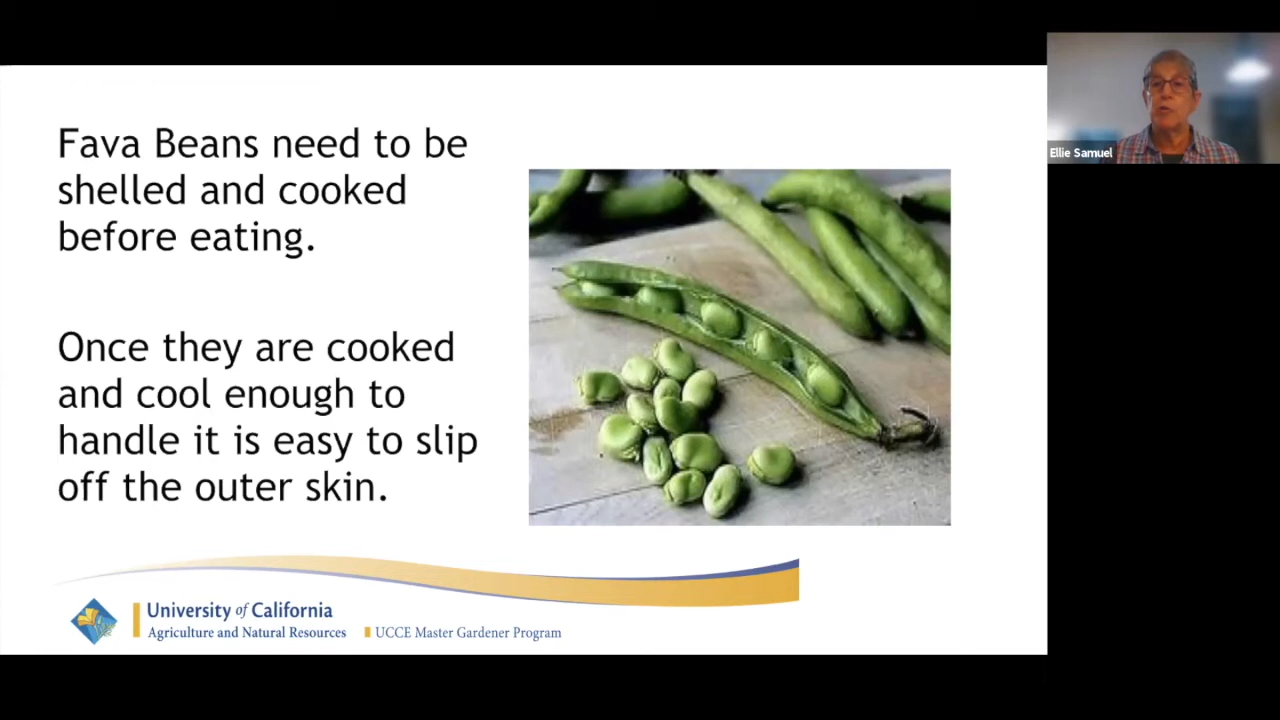 Fava Beans need to be
shelled and cooked
before eating.
Once they are cooked
and cool enough to
handle it is easy to slip
off the outer skin.
University of California
Agriculture and Natural Resources
UCCE Master Gardener Program
Ellie Samuel